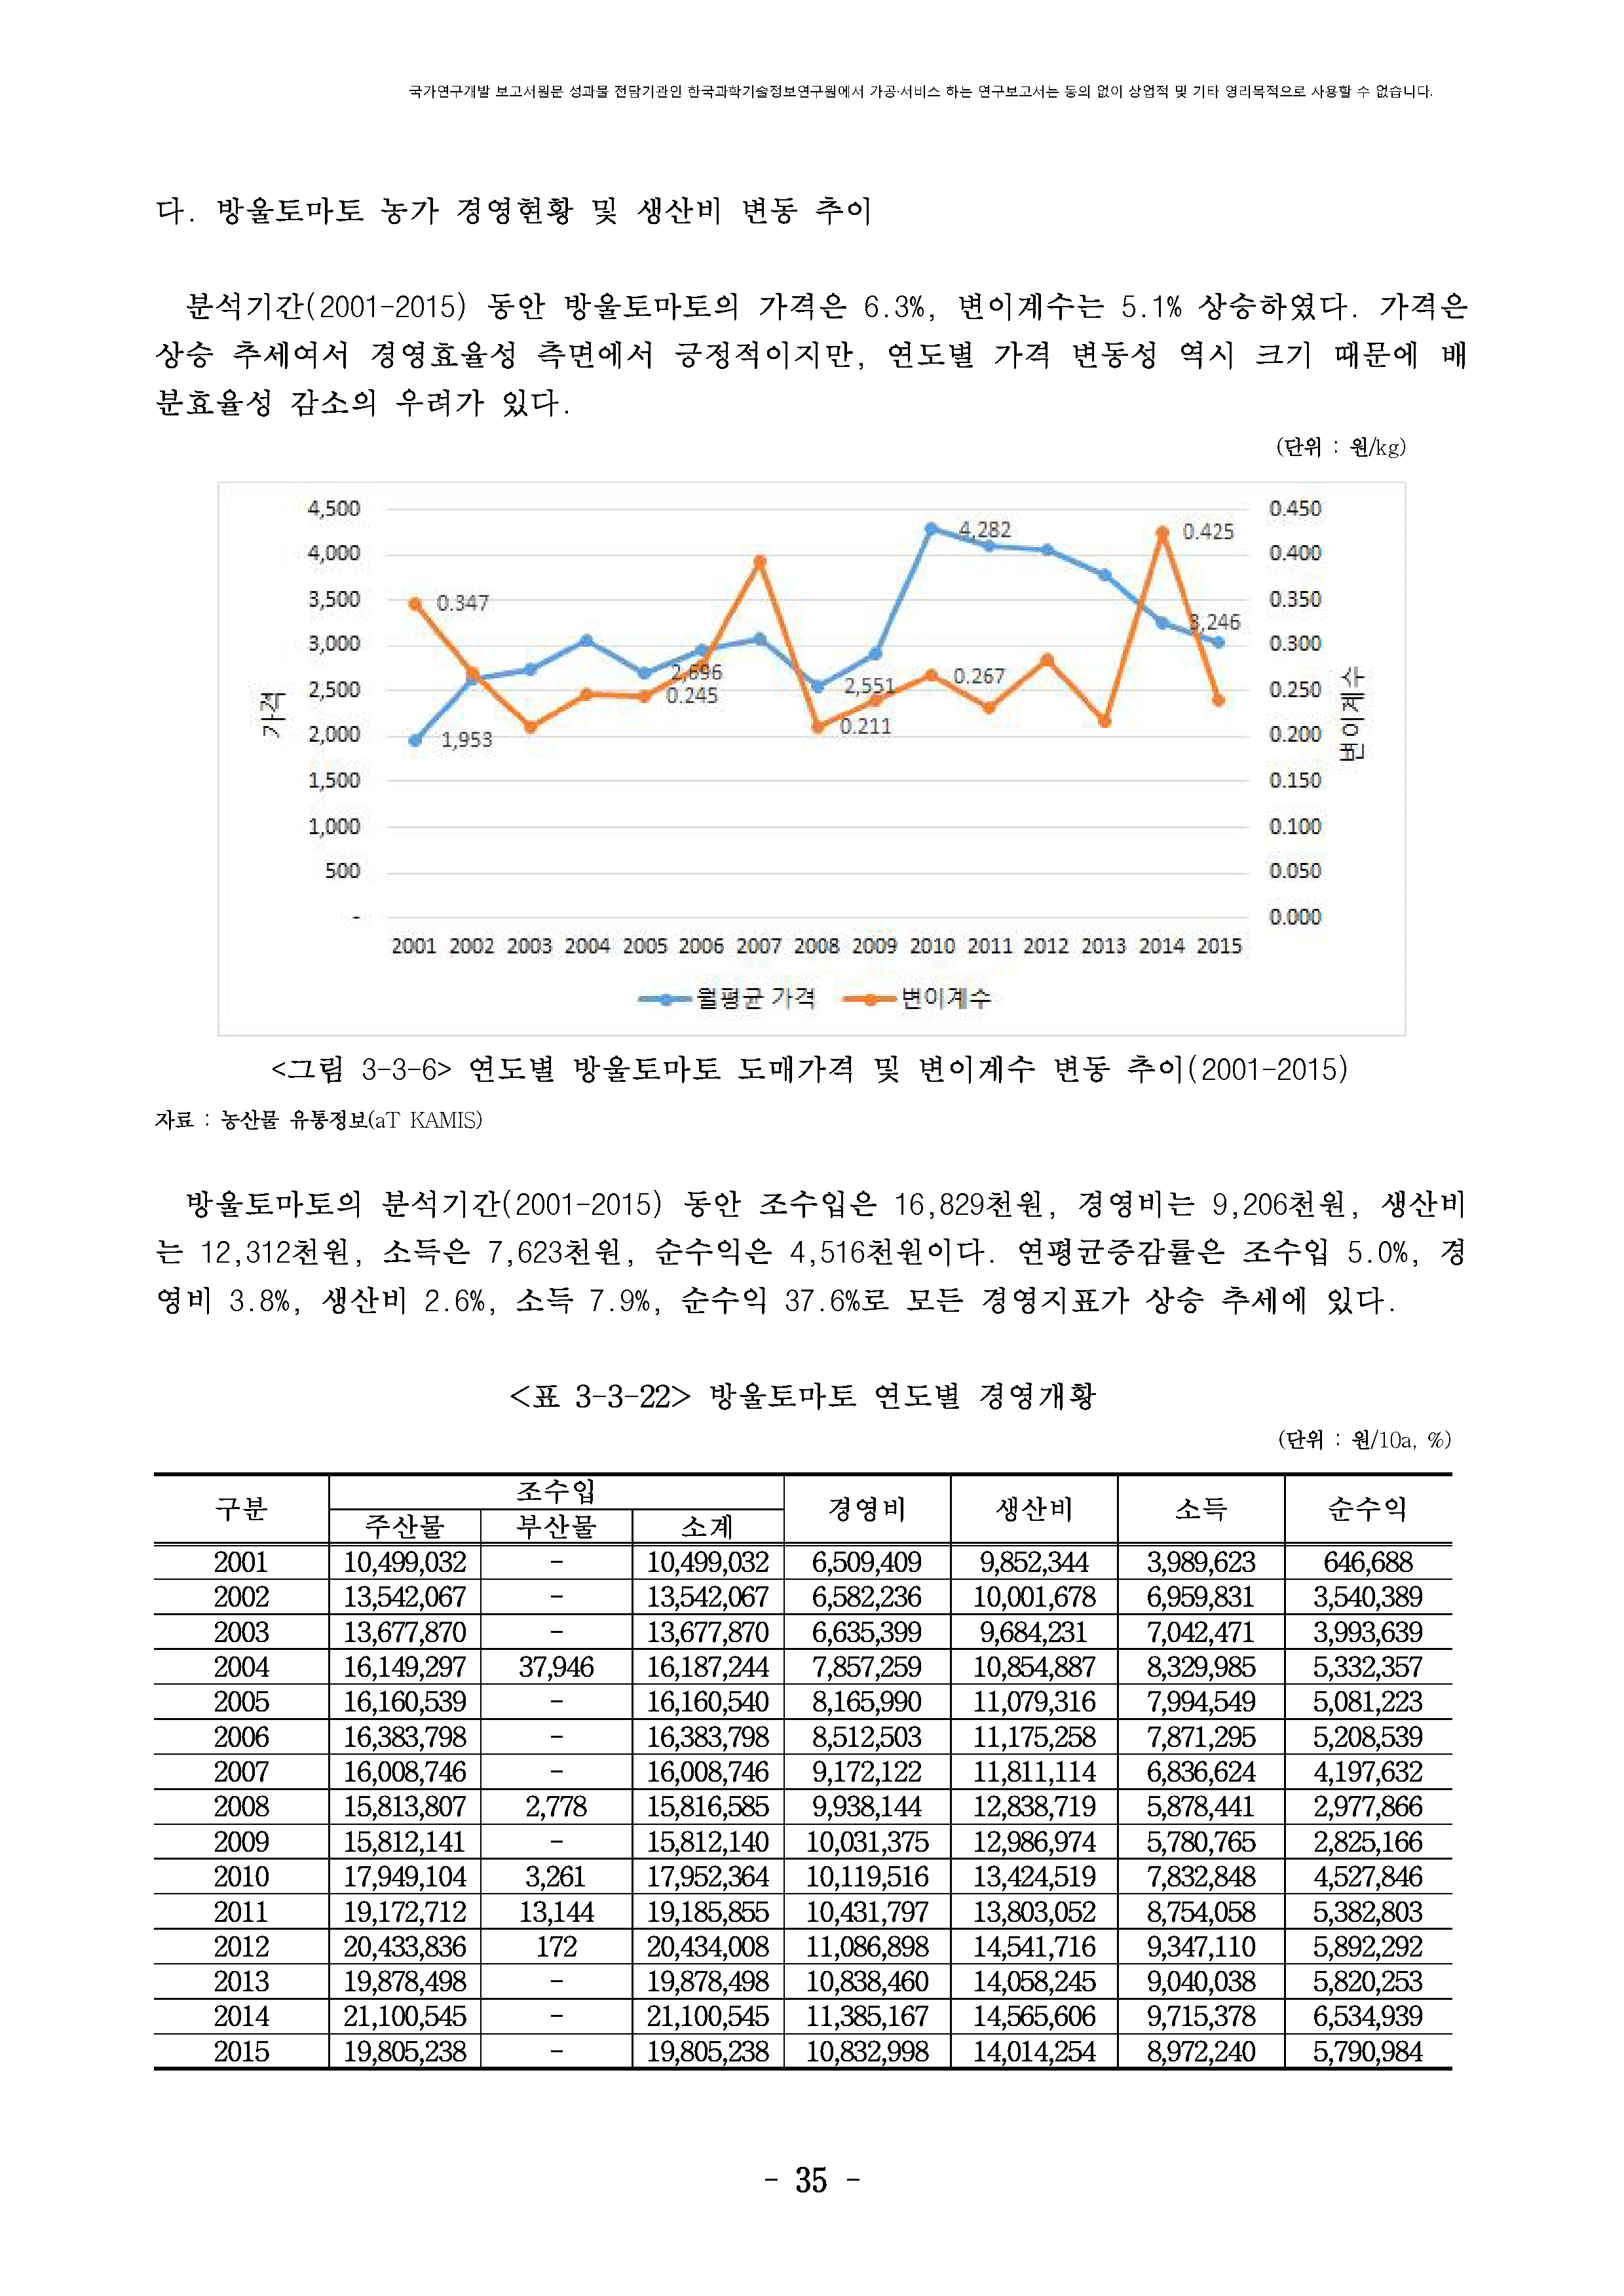 국가연구개발 보고서원문 성과물 전담기관인 한국과학기술정보연구원에서 가공·서비스 하는 연구보고서는 동의 없이 상업적 및 기타 영리목적으로 사용할 수 없습니다.
다. 방울토마토 농가 경영현황 및 생산비 변동 추이
분석기간(2001-2015) 동안 방울토마토의 가격은 6.3%, 변이계수는 5.1% 상승하였다. 가격은
상승 추세여서 경영효율성 측면에서 긍정적이지만, 연도별 가격 변동성 역시 크기 때문에 배
분효율성 감소의 우려가 있다.
(단위 : 원/kg)
4,500 0.450
4,282 0.425
4,000 0.400
3,500 0.347 0.350
3,246
3,000 0.300
2,696 0.267
2,500 0.245 2,551 0.250
0.211
2,000 1,953 0.200
가격 변이계수
1,500 0.150
1,000 0.100
500 0.050
- 0.000
2001 2002 2003 2004 2005 2006 2007 2008 2009 2010 2011 2012 2013 2014 2015
월평균 가격 변이계수
<그림 3-3-6> 연도별 방울토마토 도매가격 및 변이계수 변동 추이(2001-2015)
자료 : 농산물 유통정보(aT KAMIS)
방울토마토의 분석기간(2001-2015) 동안 조수입은 16,829천원, 경영비는 9,206천원, 생산비
는 12,312천원, 소득은 7,623천원, 순수익은 4,516천원이다. 연평균증감률은 조수입 5.0%, 경
영비 3.8%, 생산비 2.6%, 소득 7.9%, 순수익 37.6%로 모든 경영지표가 상승 추세에 있다.
<표 3-3-22> 방울토마토 연도별 경영개황
(단위 : 원/10a, %)
구분 조수입 경영비 생산비 소득 순수익
주산물 부산물 소계
2001 10,499,032 - 10,499,032 6,509,409 9,852,344 3,989,623 646,688
2002 13,542,067 - 13,542,067 6,582,236 10,001,678 6,959,831 3,540,389
2003 13,677,870 - 13,677,870 6,635,399 9,684,231 7,042,471 3,993,639
2004 16,149,297 37,946 16,187,244 7,857,259 10,854,887 8,329,985 5,332,357
2005 16,160,539 - 16,160,540 8,165,990 11,079,316 7,994,549 5,081,223
2006 16,383,798 - 16,383,798 8,512,503 11,175,258 7,871,295 5,208,539
2007 16,008,746 - 16,008,746 9,172,122 11,811,114 6,836,624 4,197,632
2008 15,813,807 2,778 15,816,585 9,938,144 12,838,719 5,878,441 2,977,866
2009 15,812,141 - 15,812,140 10,031,375 12,986,974 5,780,765 2,825,166
2010 17,949,104 3,261 17,952,364 10,119,516 13,424,519 7,832,848 4,527,846
2011 19,172,712 13,144 19,185,855 10,431,797 13,803,052 8,754,058 5,382,803
2012 20,433,836 172 20,434,008 11,086,898 14,541,716 9,347,110 5,892,292
2013 19,878,498 - 19,878,498 10,838,460 14,058,245 9,040,038 5,820,253
2014 21,100,545 - 21,100,545 11,385,167 14,565,606 9,715,378 6,534,939
2015 19,805,238 - 19,805,238 10,832,998 14,014,254 8,972,240 5,790,984
- 35 -